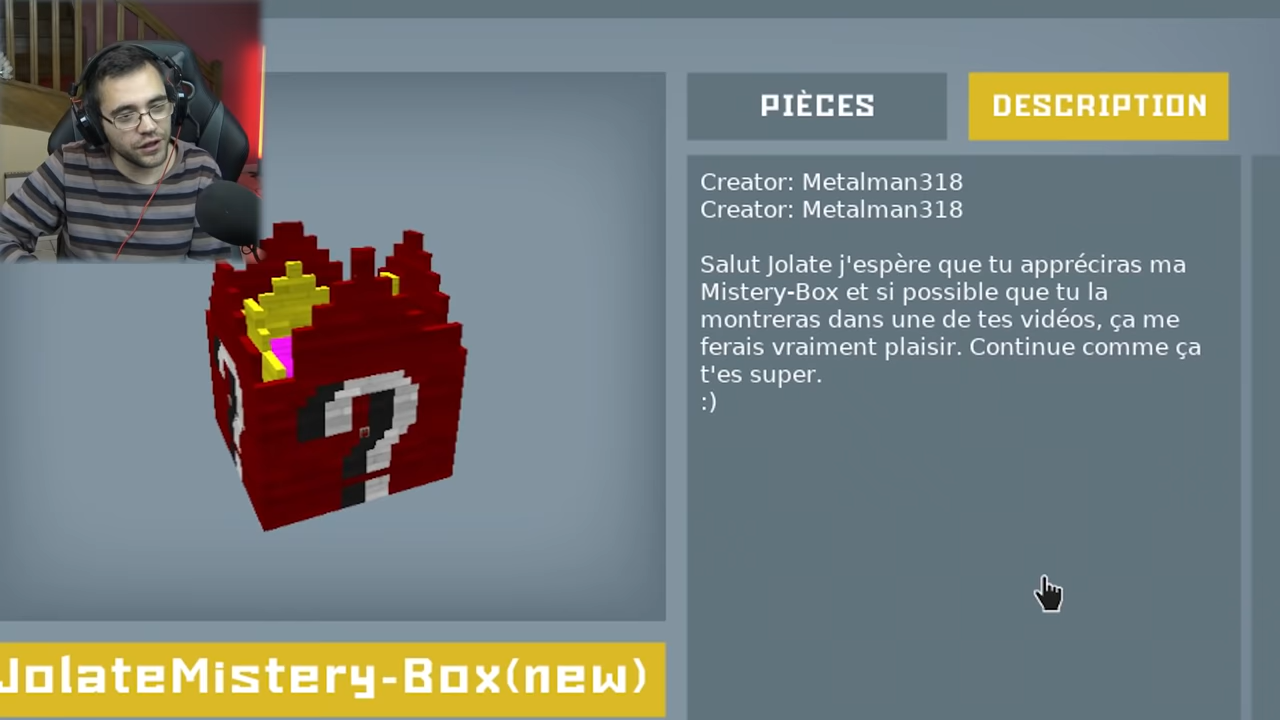 PIÈCES
DESCRIPTION
Creator: Metalman318
Creator: Metalman318
Salut Jolate j'espère que tu appréciras ma
Mistery-Box et si possible que tu la
montreras dans une de tes vidéos, ça me
ferais vraiment plaisir. Continue comme ça
t'es super.
:)
?
?
JolateMistery-Box(new)